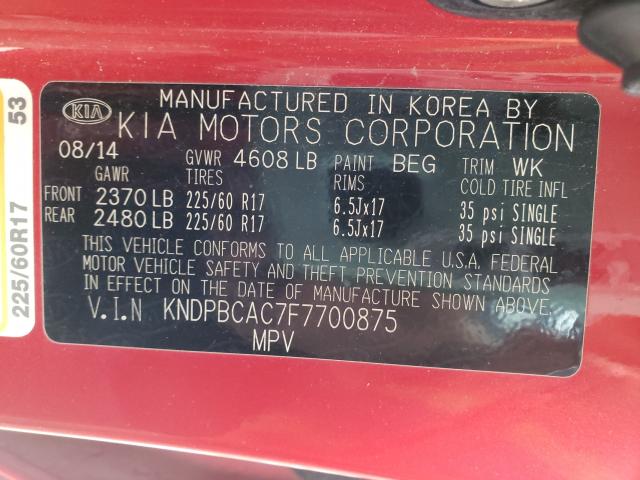 KIA
MANUFACTURED IN KOREA BY
KIA MOTORS CORPORATION
08/14 GVWR 4608 LB PAINT BEG TRIM WK
GAWR TIRES RIMS COLD TIRE INFL
FRONT 2370 LB 225/60 R17 6.5Jx17 35 psi SINGLE
REAR 2480 LB 225/60 R17 6.5Jx17 35 psi SINGLE
THIS VEHICLE CONFORMS TO ALL APPLICABLE U.S.A. FEDERAL
MOTOR VEHICLE SAFETY AND THEFT PREVENTION STANDARDS
IN EFFECT ON THE DATE OF MANUFACTURE SHOWN ABOVE.
V.I.N KNDPBCAC7F7700875
MPV
225/60R17 53